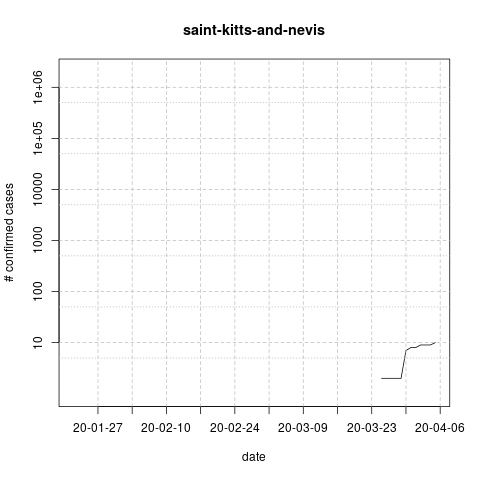 saint-kitts-and-nevis
# confirmed cases
1e+06
1e+05
10000
1000
100
10
20-01-27 20-02-10 20-02-24 20-03-09 20-03-23 20-04-06
date